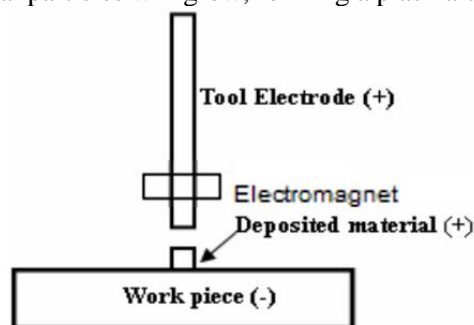 Tool Electrode (+)
Electromagnet
Deposited material (+)
Work piece (-)